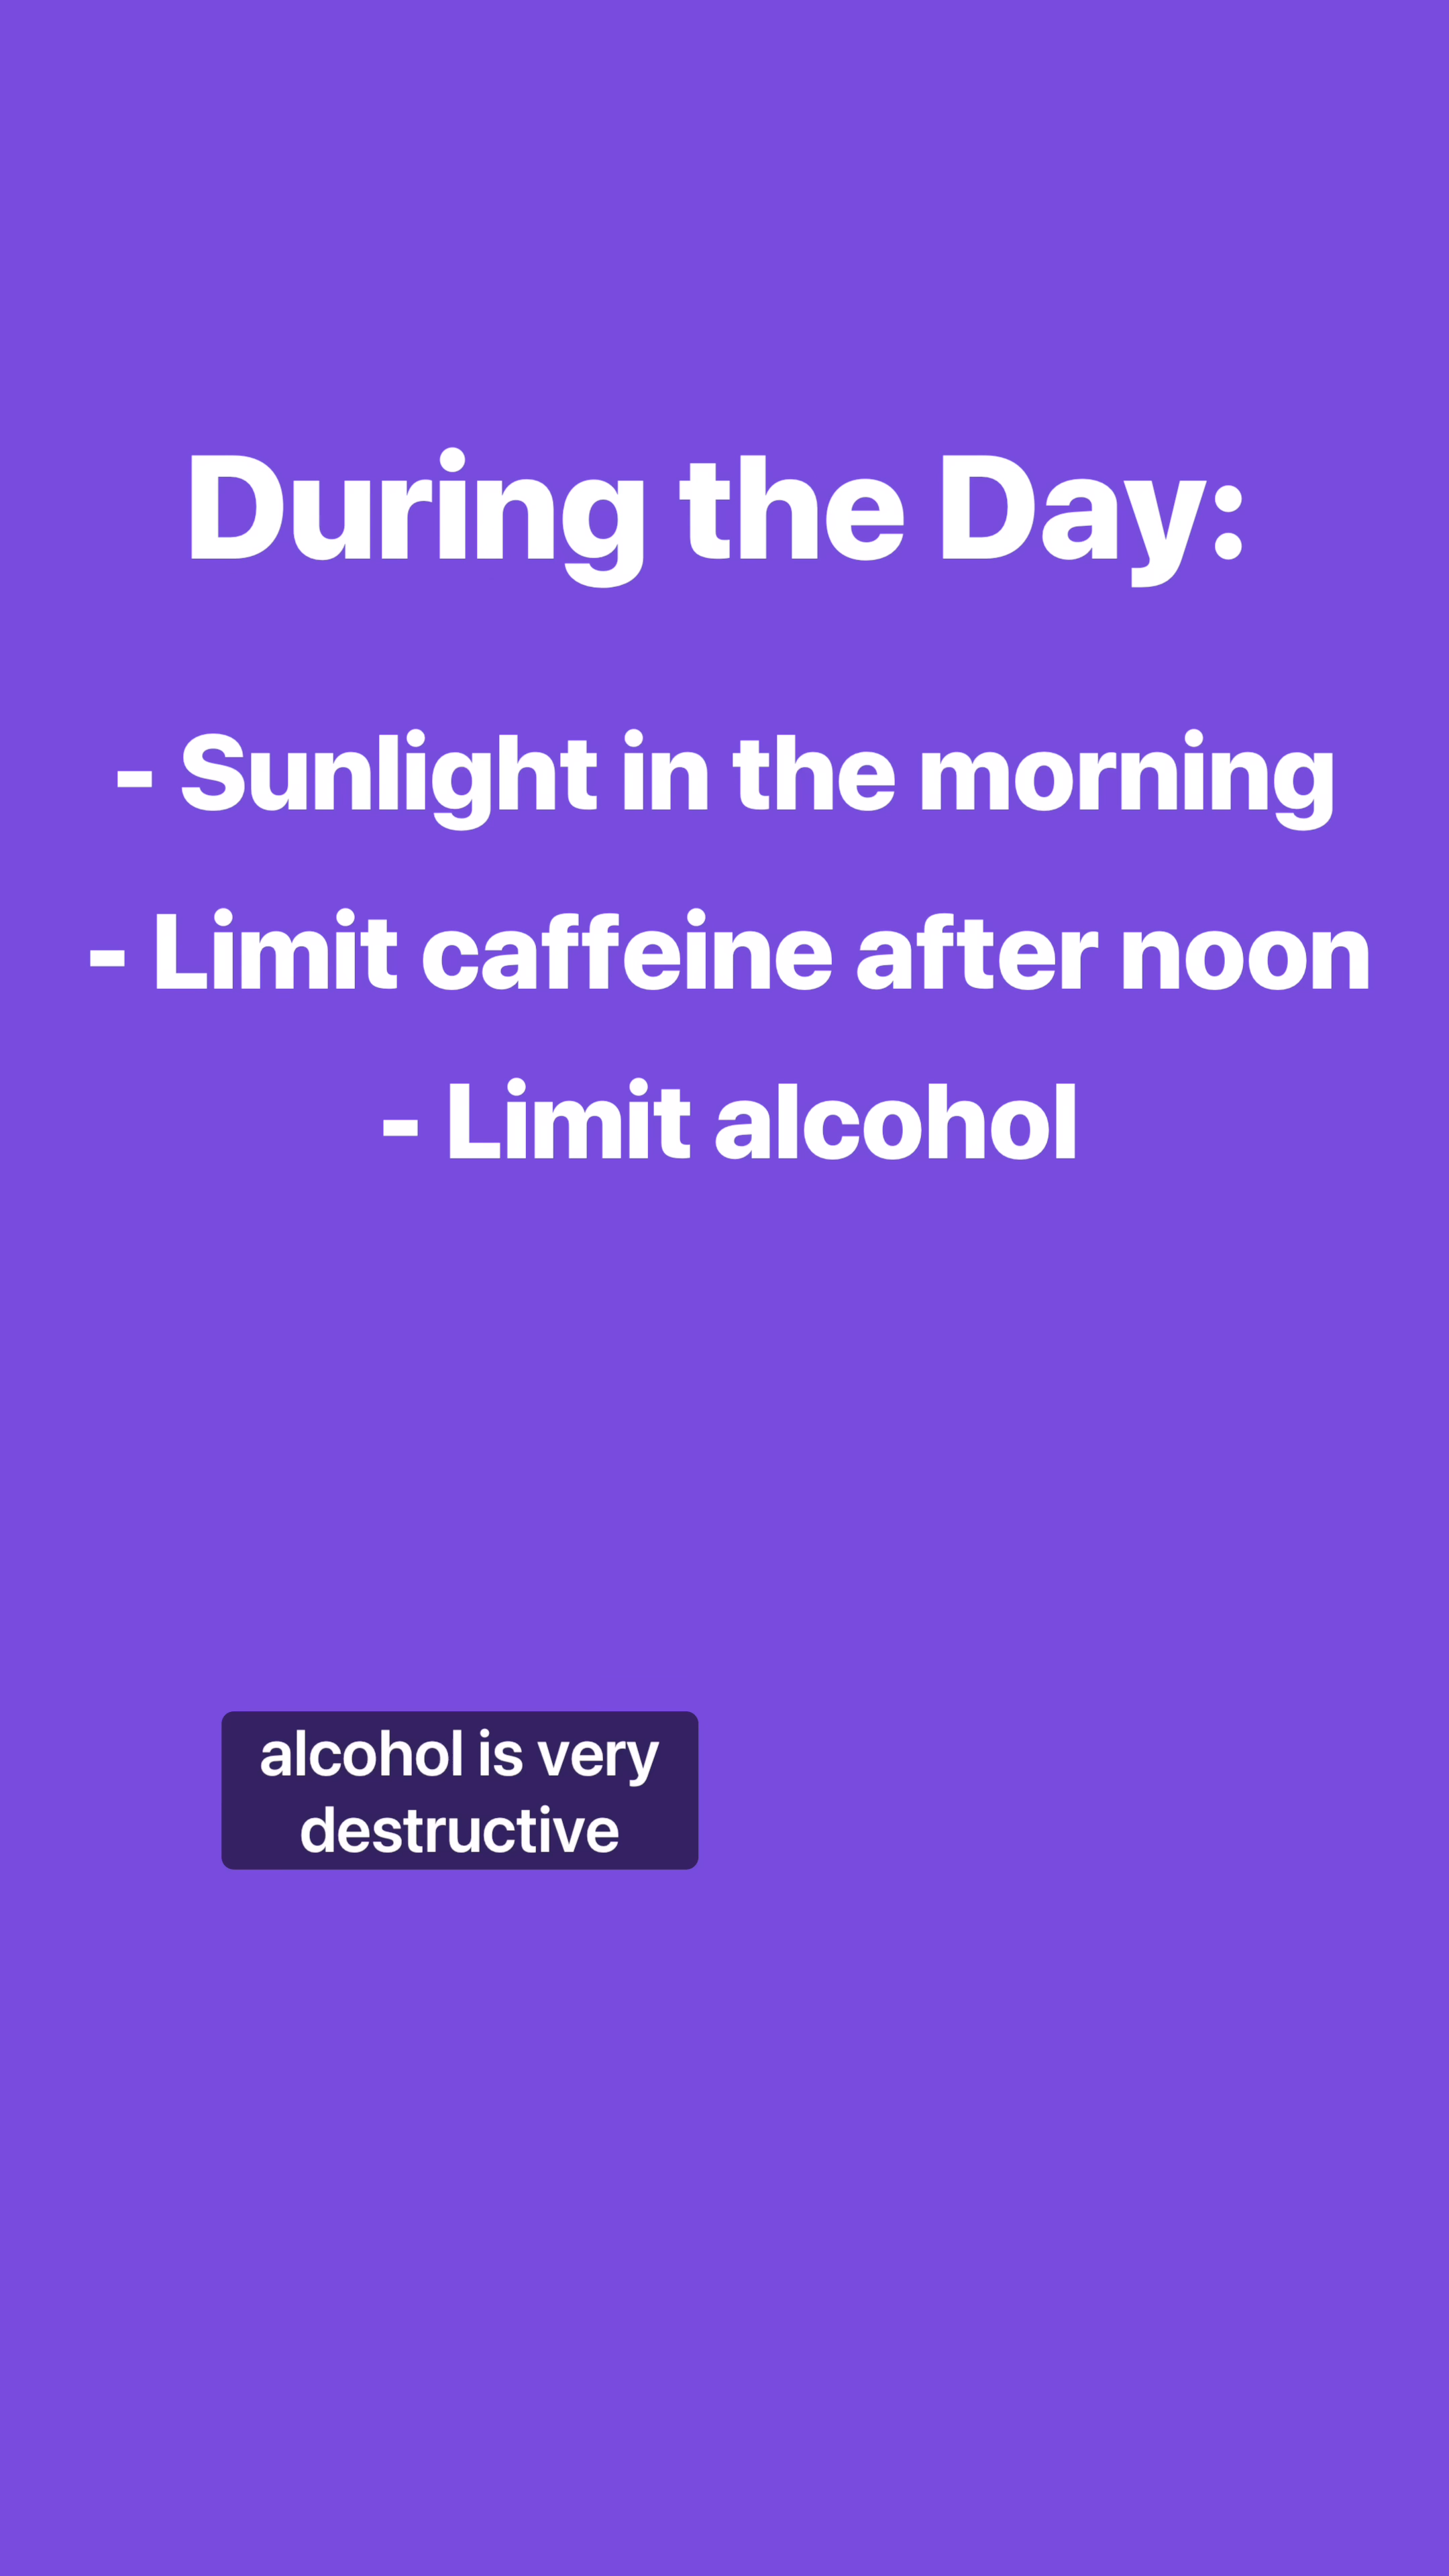 During the Day:
- Sunlight in the morning
- Limit caffeine after noon
- Limit alcohol
alcohol is very
destructive